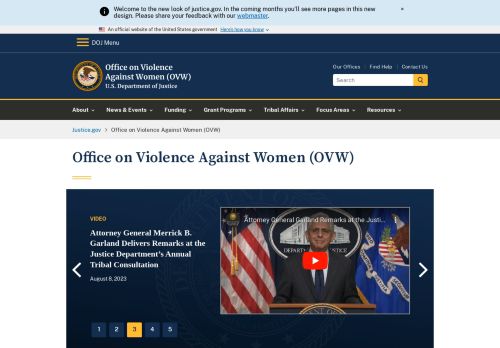 Welcome to the new look of justice.gov. In the coming months you'll see more pages in this new
design. Please share your feedback with our webmaster.
An official website of the United States government Here's how you know
DOJ Menu
Office on Violence
Against Women (OVW)
U.S. Department of Justice
Our Offices Find Help Contact Us
Search
About News & Events Funding Grant Programs Tribal Affairs Focus Areas Resources
Justice.gov Office on Violence Against Women (OVW)
Office on Violence Against Women (OVW)
VIDEO
Attorney General Merrick B.
Garland Delivers Remarks at the
Justice Department's Annual
Tribal Consultation
August 8, 2023
Attorney General Garland Remarks at the Justi...
1 2 3 4 5